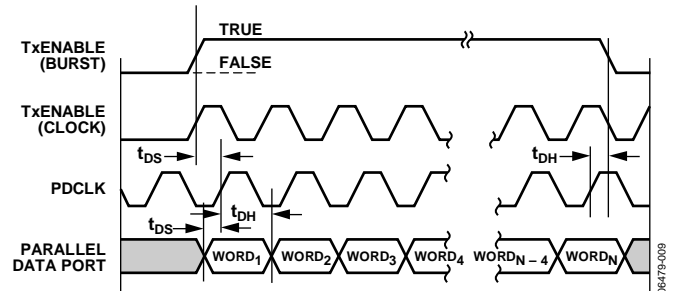 TRUE
TxENABLE
(BURST)
FALSE
TxENABLE
(CLOCK)
tDS
tDH
PDCLK
tDS
tDH
PARALLEL
DATA PORT
WORD1 WORD2 WORD3 WORD4 WORDN – 4 WORDN
06479-009